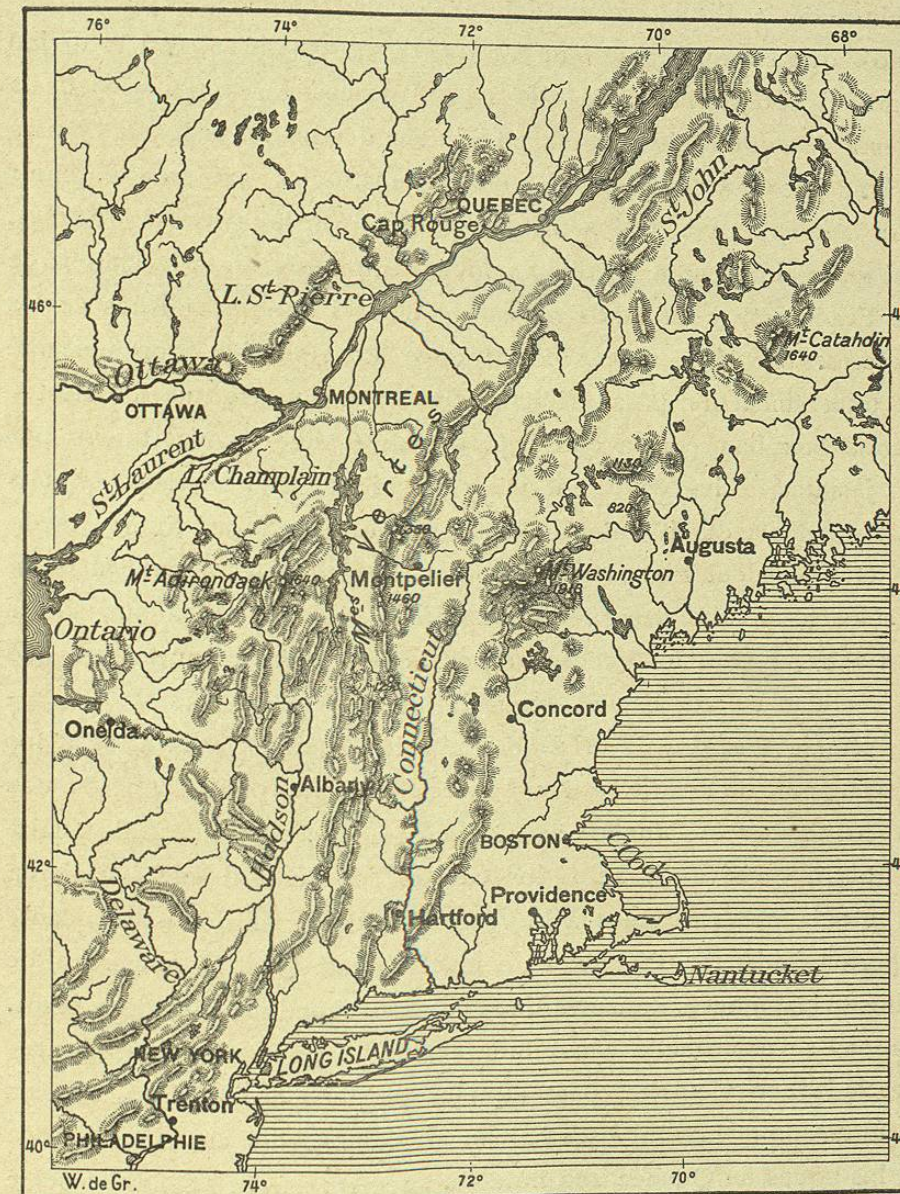 76° 74° 72° 70° 68°
QUEBEC
Cap Rouge
St. John
L. St. Pierre
46°
Mt. Catahdin
1640
Ottawa
OTTAWA
MONTREAL
St. Laurent
L. Champlain
Mes Vertes
1130
820
Augusta
Mt. Adirondack 1640
Montpelier
1460
Mt. Washington
Ontario
Connecticut
Concord
Oneida
Albany
Hudson
BOSTON
C. Cod
42°
Providence
Hartford
Delaware
Nantucket
NEW YORK
LONG ISLAND
Trenton
40°
PHILADELPHIE
W. de Gr.
74° 72° 70°